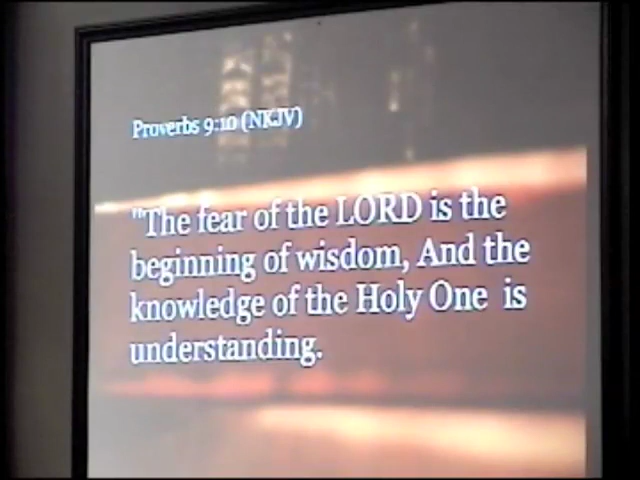 Proverbs 9:10 (NKJV)
"The fear of the LORD is the
beginning of wisdom, And the
knowledge of the Holy One is
understanding.